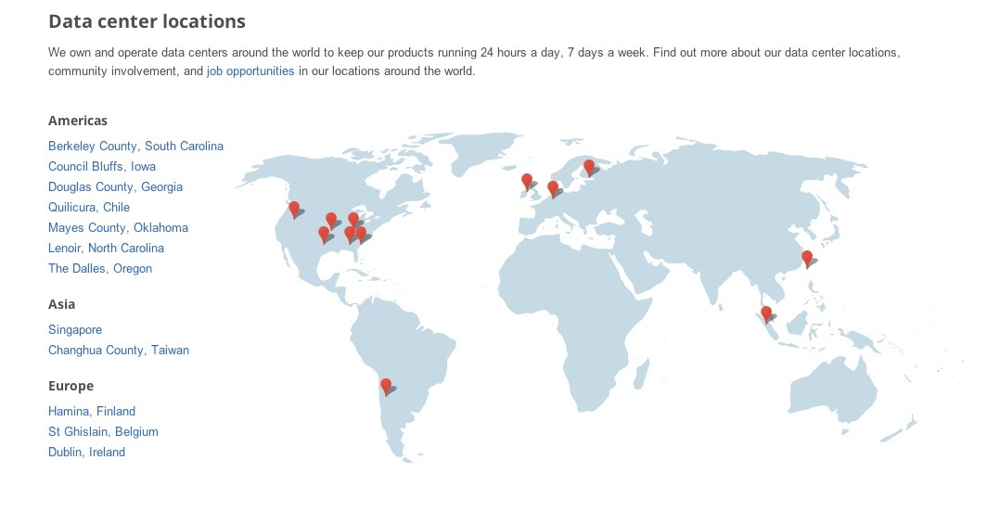 Data center locations
We own and operate data centers around the world to keep our products running 24 hours a day, 7 days a week. Find out more about our data center locations,
community involvement, and job opportunities in our locations around the world.
Americas
Berkeley County, South Carolina
Council Bluffs, Iowa
Douglas County, Georgia
Quilicura, Chile
Mayes County, Oklahoma
Lenoir, North Carolina
The Dalles, Oregon
Asia
Singapore
Changhua County, Taiwan
Europe
Hamina, Finland
St Ghislain, Belgium
Dublin, Ireland